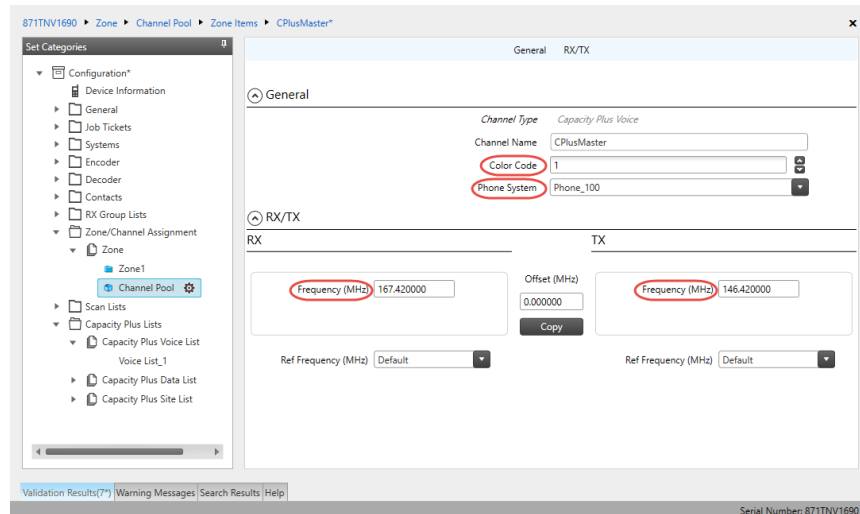 871TNV1690 Zone Channel Pool Zone Items CPlusMaster* x
Set Categories
General RX/TX
Configuration*
Device Information
General
Job Tickets
Systems
Encoder
Decoder
Contacts
RX Group Lists
Zone/Channel Assignment
Zone
Zone1
Channel Pool
Scan Lists
Capacity Plus Lists
Capacity Plus Voice List
Voice List_1
Capacity Plus Data List
Capacity Plus Site List
General
Channel Type Capacity Plus Voice
Channel Name CPlusMaster
Color Code 1
Phone System Phone_100
RX/TX
RX TX
Frequency (MHz) 167.420000
Offset (MHz)
0.000000
Copy
Frequency (MHz) 146.420000
Ref Frequency (MHz) Default
Ref Frequency (MHz) Default
Validation Results(7*) Warning Messages Search Results Help
Serial Number: 871TNV1690